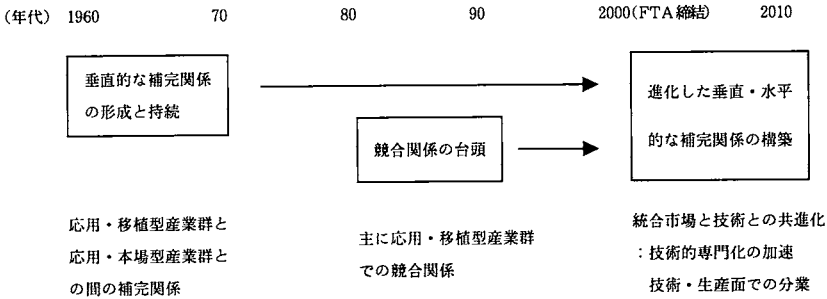 (年代) 1960 70 80 90 2000(FTA締結) 2010
垂直的な補完関係
の形成と持続
競合関係の台頭
進化した垂直・水平
的な補完関係の構築
応用・移植型産業群と
応用・本場型産業群と
の間の補完関係
主に応用・移植型産業群
での競合関係
統合市場と技術との共進化
:技術的専門化の加速
技術・生産面での分業